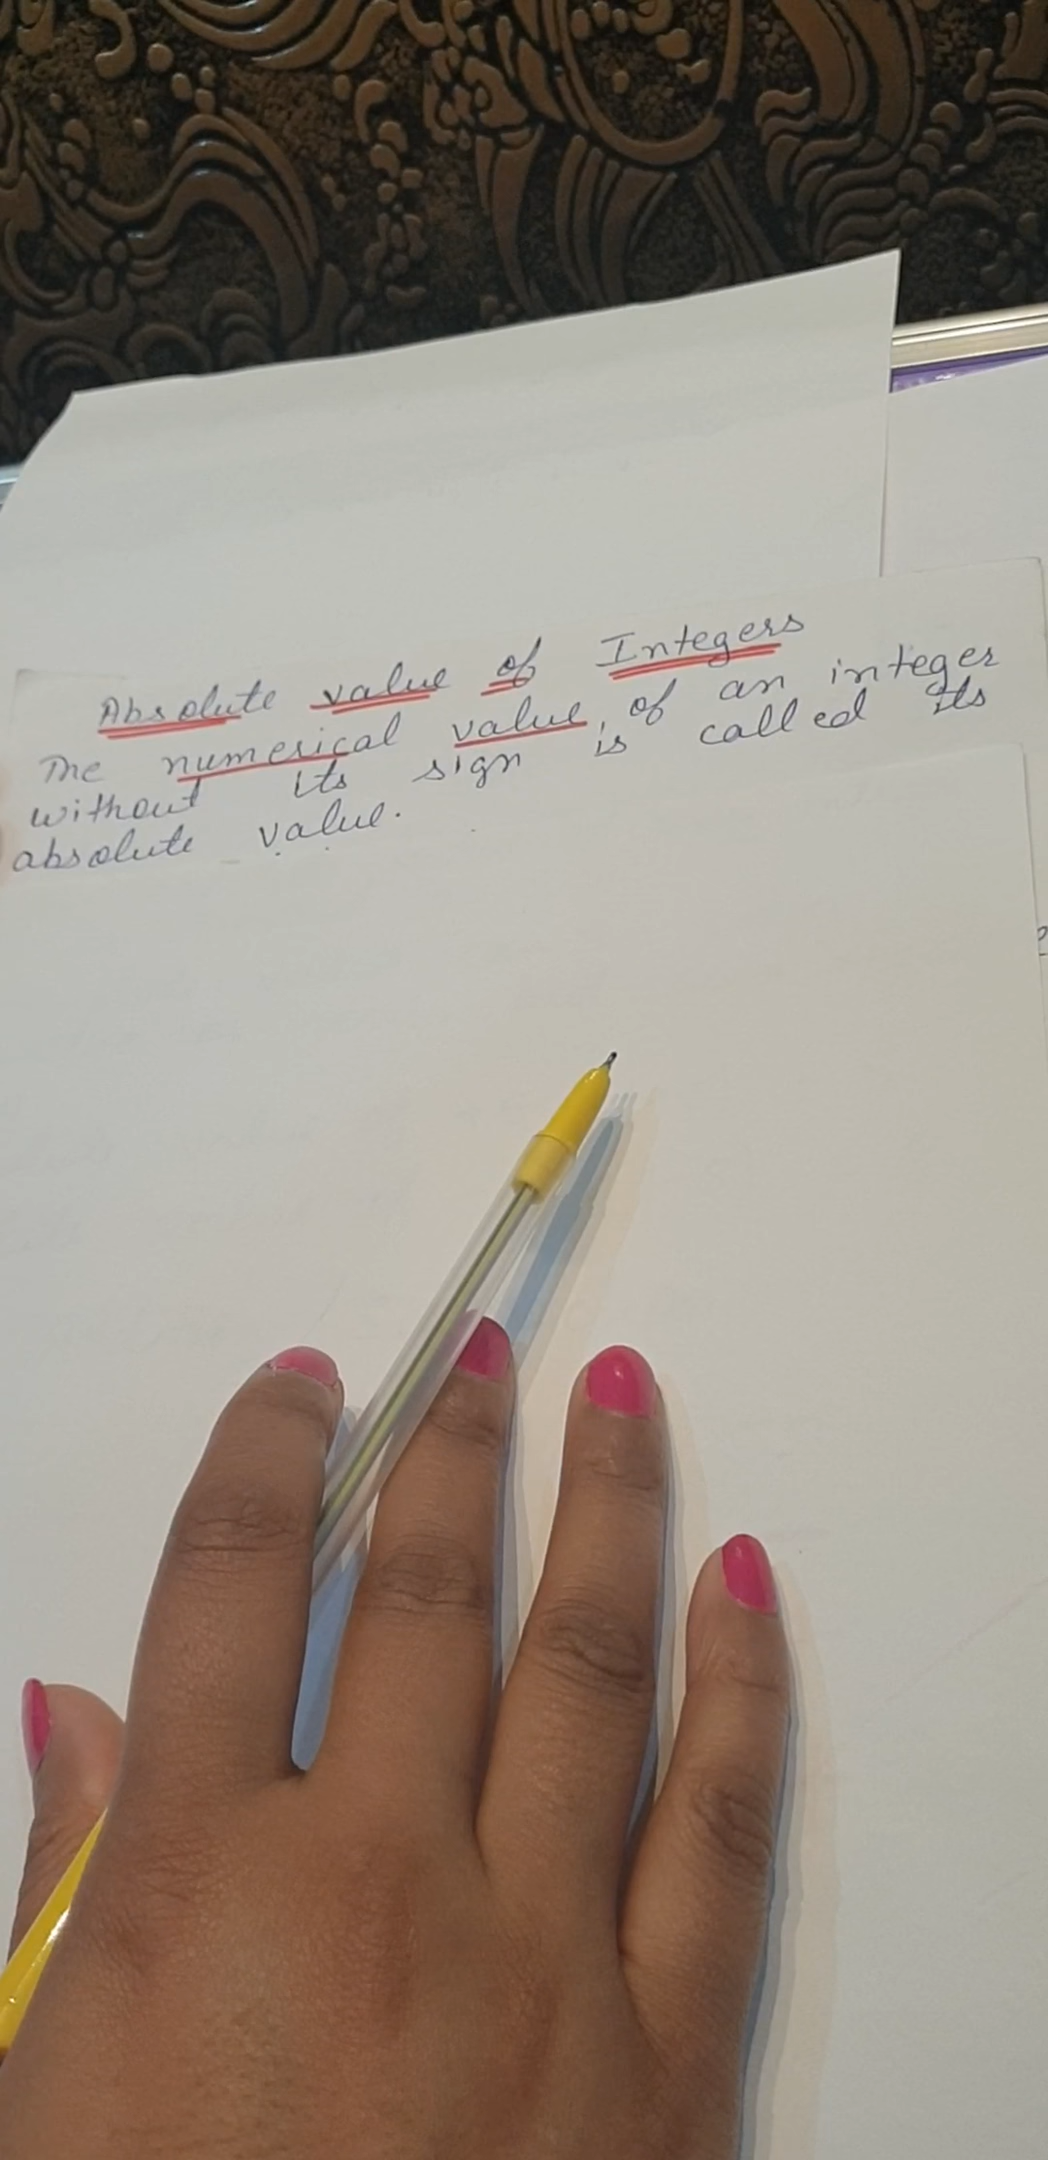 Absolute value of Integers
The numerical value, of an integer
without its sign is called its
absolute value.